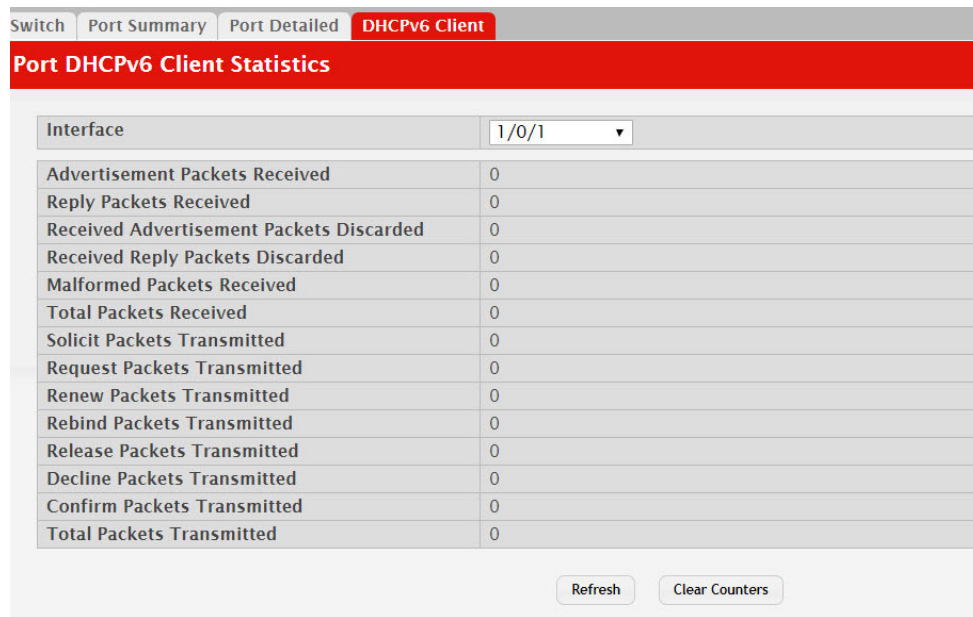 Switch Port Summary Port Detailed DHCPv6 Client
Port DHCPv6 Client Statistics
Interface 1/0/1
Advertisement Packets Received 0
Reply Packets Received 0
Received Advertisement Packets Discarded 0
Received Reply Packets Discarded 0
Malformed Packets Received 0
Total Packets Received 0
Solicit Packets Transmitted 0
Request Packets Transmitted 0
Renew Packets Transmitted 0
Rebind Packets Transmitted 0
Release Packets Transmitted 0
Decline Packets Transmitted 0
Confirm Packets Transmitted 0
Total Packets Transmitted 0
Refresh Clear Counters